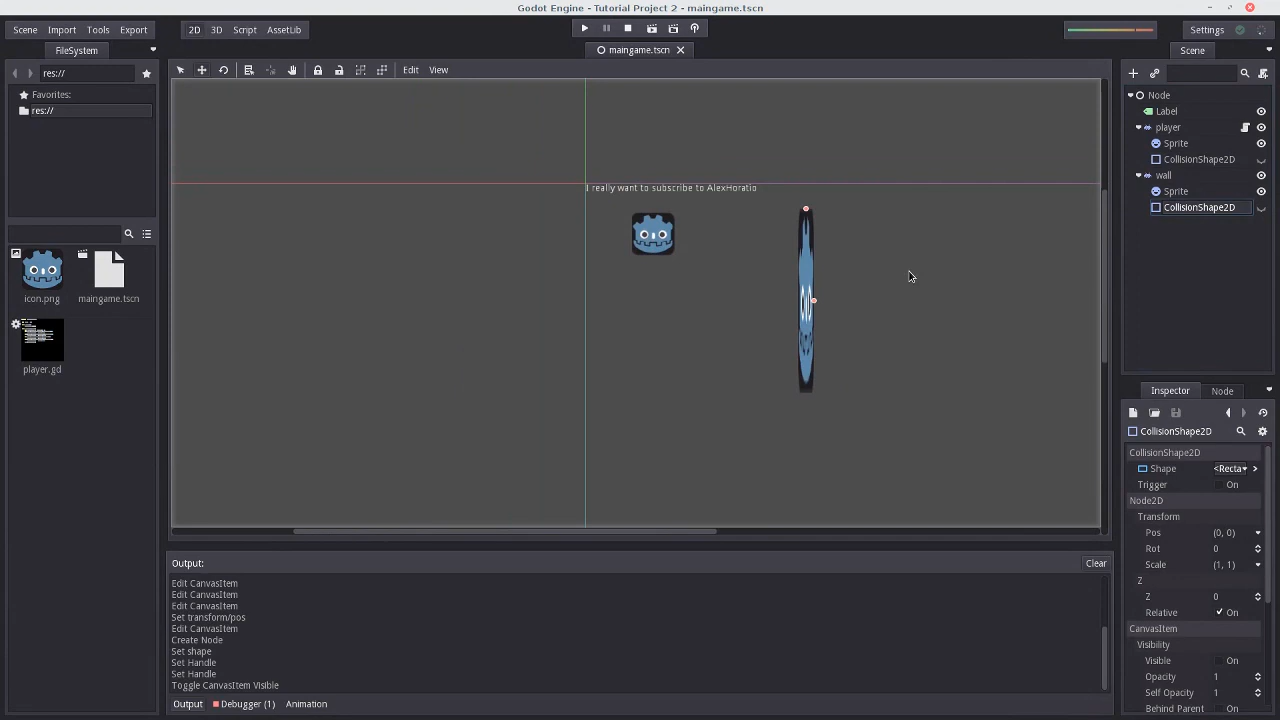 Godot Engine - Tutorial Project 2 - maingame.tscn
Scene Import Tools Export
2D 3D Script AssetLib
Settings
FileSystem
maingame.tscn
Scene
res://
Edit View
Favorites:
res://
Node
Label
player
Sprite
CollisionShape2D
wall
Sprite
CollisionShape2D
I really want to subscribe to AlexHoratio
icon.png
maingame.tscn
player.gd
Inspector Node
CollisionShape2D
CollisionShape2D
Shape <Recta
Trigger On
Node2D
Transform
Pos (0, 0)
Rot 0
Scale (1, 1)
Z
Z 0
Relative On
CanvasItem
Visibility
Visible On
Opacity 1
Self Opacity 1
Behind Parent On
Output: Clear
Edit CanvasItem
Edit CanvasItem
Edit CanvasItem
Set transform/pos
Edit CanvasItem
Create Node
Set shape
Set Handle
Set Handle
Toggle CanvasItem Visible
Output Debugger (1) Animation